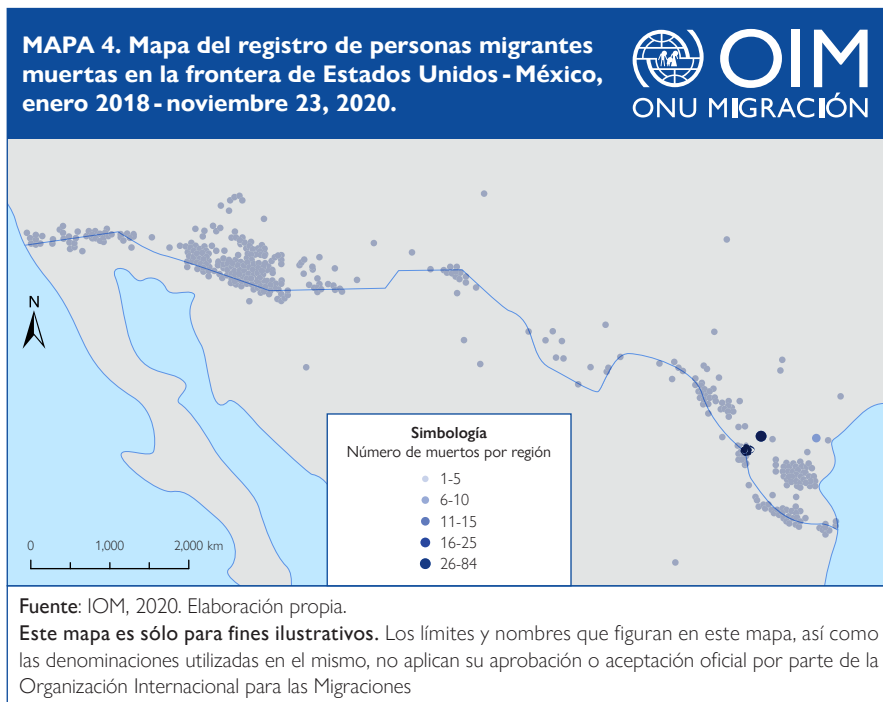 MAPA 4. Mapa del registro de personas migrantes
muertas en la frontera de Estados Unidos - México,
enero 2018 - noviembre 23, 2020.
OIM
ONU MIGRACIÓN
N
Simbología
Número de muertos por región
1-5
6-10
11-15
16-25
26-84
0 1,000 2,000 km
Fuente: IOM, 2020. Elaboración propia.
Este mapa es sólo para fines ilustrativos. Los límites y nombres que figuran en este mapa, así como
las denominaciones utilizadas en el mismo, no aplican su aprobación o aceptación oficial por parte de la
Organización Internacional para las Migraciones